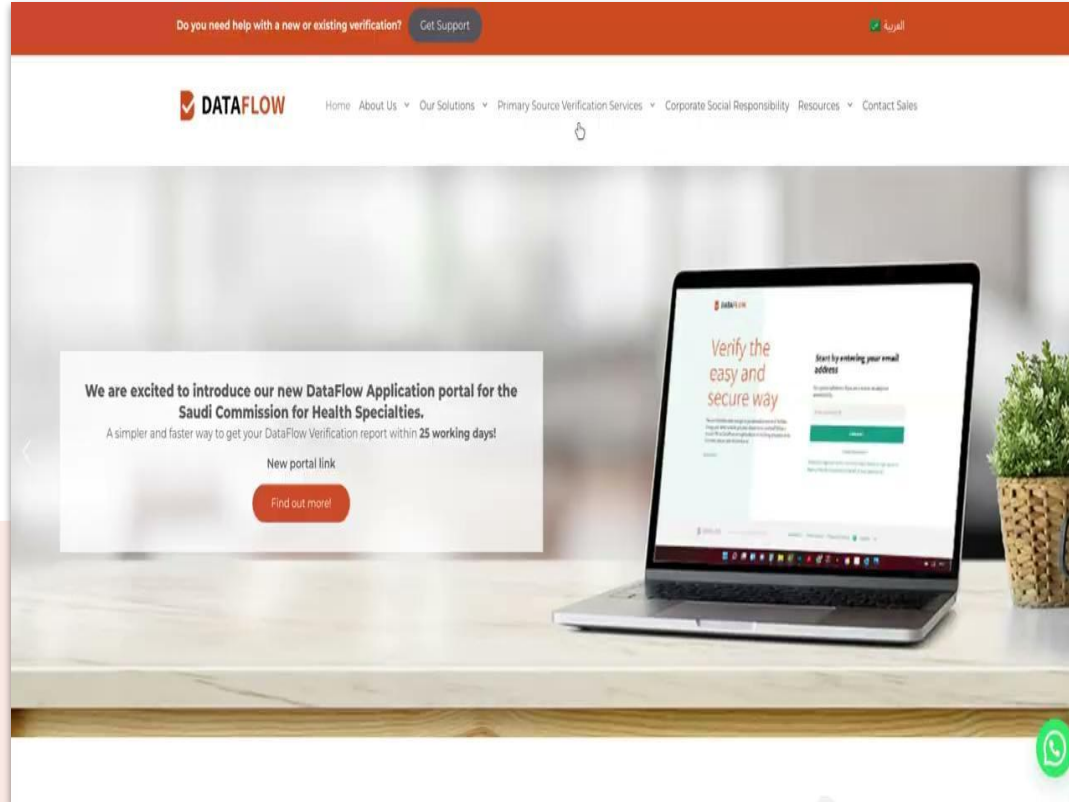 Do you need help with a new or existing verification? Get Support
العربية
DATAFLOW
Home About Us Our Solutions Primary Source Verification Services Corporate Social Responsibility Resources Contact Sales
We are excited to introduce our new DataFlow Application portal for the
Saudi Commission for Health Specialties.
A simpler and faster way to get your DataFlow Verification report within 25 working days!
New portal link
Find out more!
DATAFLOW
Verify the
easy and
secure way
Start by entering your email
address